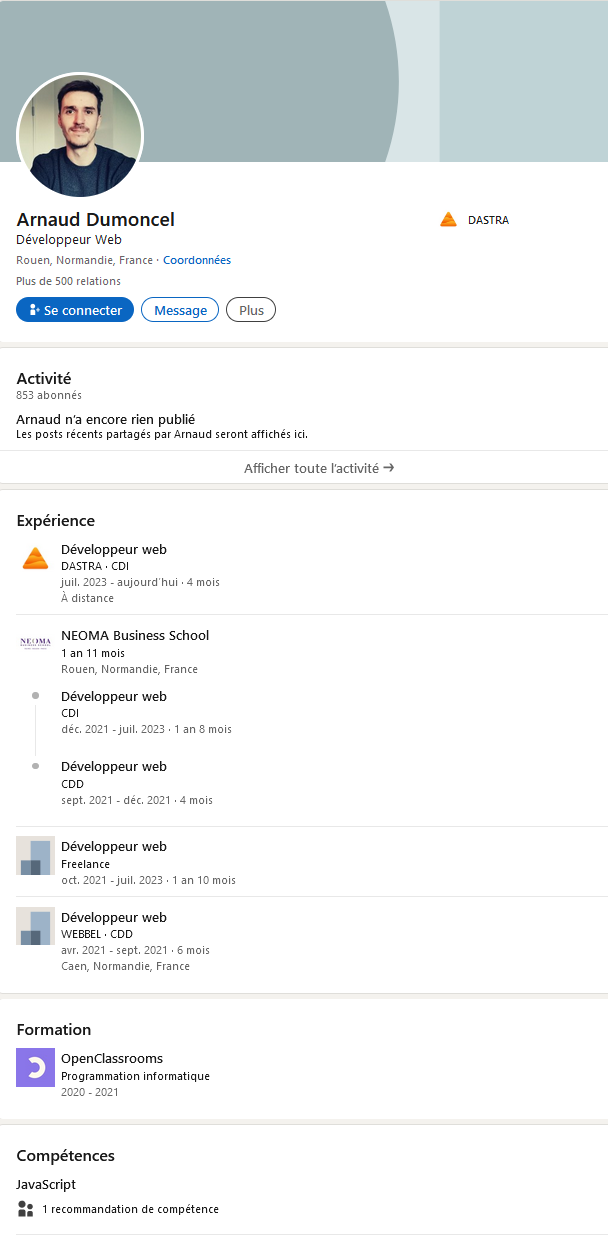 Arnaud Dumoncel
DASTRA
Développeur Web
Rouen, Normandie, France · Coordonnées
Plus de 500 relations
Se connecter
Message
Plus
Activité
853 abonnés
Arnaud n’a encore rien publié
Les posts récents partagés par Arnaud seront affichés ici.
Afficher toute l’activité →
Expérience
Développeur web
DASTRA · CDI
juil. 2023 - aujourd’hui · 4 mois
À distance
NEOMA
NEOMA Business School
1 an 11 mois
Rouen, Normandie, France
Développeur web
CDI
déc. 2021 - juil. 2023 · 1 an 8 mois
Développeur web
CDD
sept. 2021 - déc. 2021 · 4 mois
Développeur web
Freelance
oct. 2021 - juil. 2023 · 1 an 10 mois
Développeur web
WEBBEL · CDD
avr. 2021 - sept. 2021 · 6 mois
Caen, Normandie, France
Formation
OpenClassrooms
Programmation informatique
2020 - 2021
Compétences
JavaScript
1 recommandation de compétence